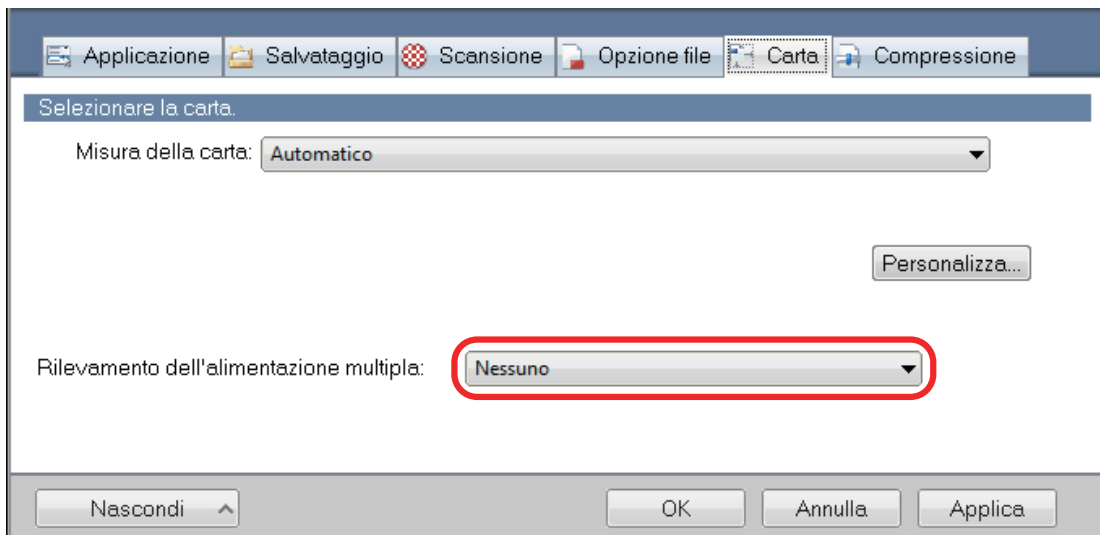 Applicazione Salvataggio Scansione Opzione file Carta Compressione
Selezionare la carta.
Misura della carta: Automatico
Personalizza...
Rilevamento dell'alimentazione multipla: Nessuno
Nascondi OK Annulla Applica